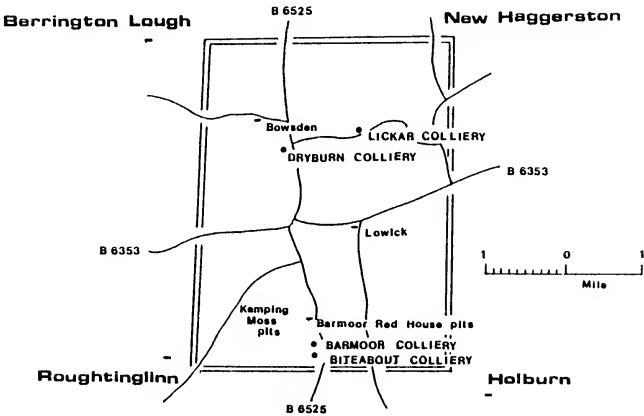 B 6525
Berrington Lough
New Haggerston
Bowsden
LICKAR COLLIERY
DRYBURN COLLIERY
B 6353
Lowick
B 6353
1 0 1
Mile
Kemping
Moss
pits
Barmoor Red House pits
BARMOOR COLLIERY
BITEABOUT COLLIERY
Roughtinglinn
Holburn
B 6525